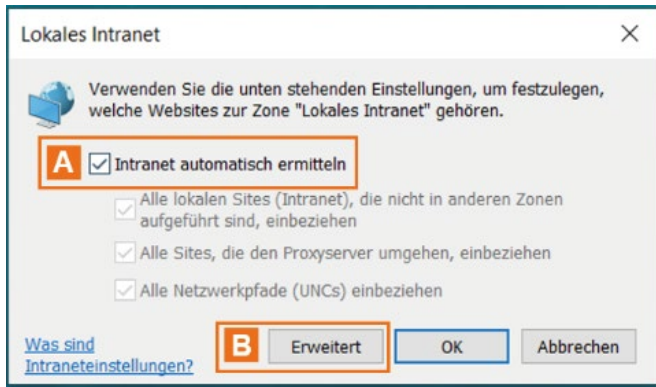 Lokales Intranet
Verwenden Sie die unten stehenden Einstellungen, um festzulegen,
welche Websites zur Zone "Lokales Intranet" gehören.
A Intranet automatisch ermitteln
Alle lokalen Sites (Intranet), die nicht in anderen Zonen
aufgeführt sind, einbeziehen
Alle Sites, die den Proxyserver umgehen, einbeziehen
Alle Netzwerkpfade (UNCs) einbeziehen
Was sind
Intraneteinstellungen?
B Erweitert OK Abbrechen